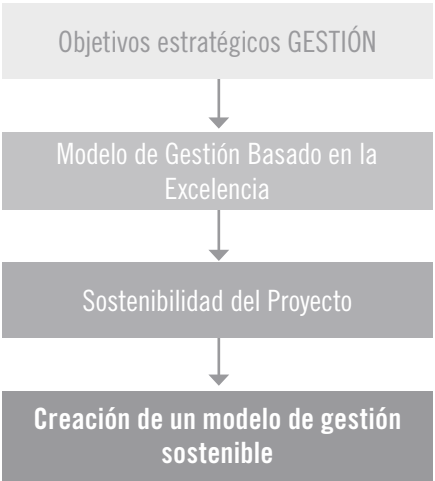 Objetivos estratégicos GESTIÓN
Modelo de Gestión Basado en la
Excelencia
Sostenibilidad del Proyecto
Creación de un modelo de gestión
sostenible